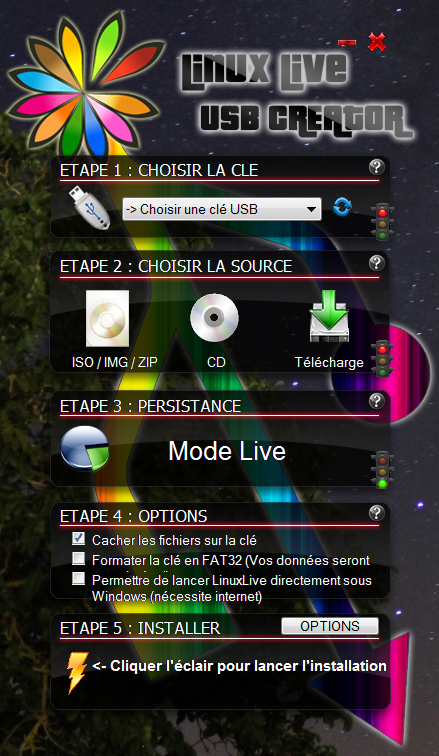 Linux Live
USB CREATOR
ETAPE 1 : CHOISIR LA CLE
?
-> Choisir une clé USB
ETAPE 2 : CHOISIR LA SOURCE
?
ISO / IMG / ZIP
CD
Télécharge
ETAPE 3 : PERSISTANCE
?
Mode Live
ETAPE 4 : OPTIONS
?
Cacher les fichiers sur la clé
Formater la clé en FAT32 (Vos données seront
Permettre de lancer LinuxLive directement sous
Windows (nécessite internet)
ETAPE 5 : INSTALLER
OPTIONS
<- Cliquer l'éclair pour lancer l'installation